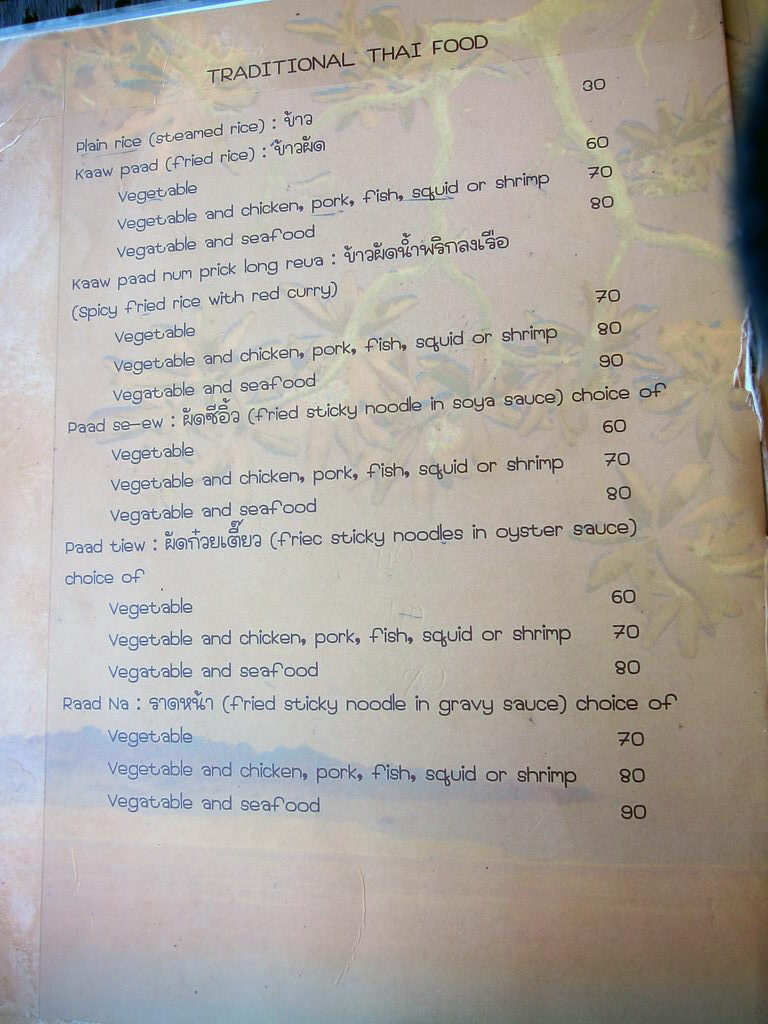 TRADITIONAL THAI FOOD
Plain rice (steamed rice) : ข้าว 30
Kaaw paad (fried rice) : ข้าวผัด
Vegetable 60
Vegetable and chicken, pork, fish, squid or shrimp 70
Vegatable and seafood 80
Kaaw paad num prick long reua : ข้าวผัดน้ำพริกลงเรือ
(Spicy fried rice with red curry)
Vegetable 70
Vegetable and chicken, pork, fish, squid or shrimp 80
Vegatable and seafood 90
Paad se-ew : ผัดซีอิ้ว (fried sticky noodle in soya sauce) choice of
Vegetable 60
Vegetable and chicken, pork, fish, squid or shrimp 70
Vegatable and seafood 80
Paad tiew : ผัดก๋วยเตี๊ยว (friec sticky noodles in oyster sauce)
choice of
Vegetable 60
Vegetable and chicken, pork, fish, squid or shrimp 70
Vegatable and seafood 80
Raad Na : ราดหน้า (fried sticky noodle in gravy sauce) choice of
Vegetable 70
Vegetable and chicken, pork, fish, squid or shrimp 80
Vegatable and seafood 90